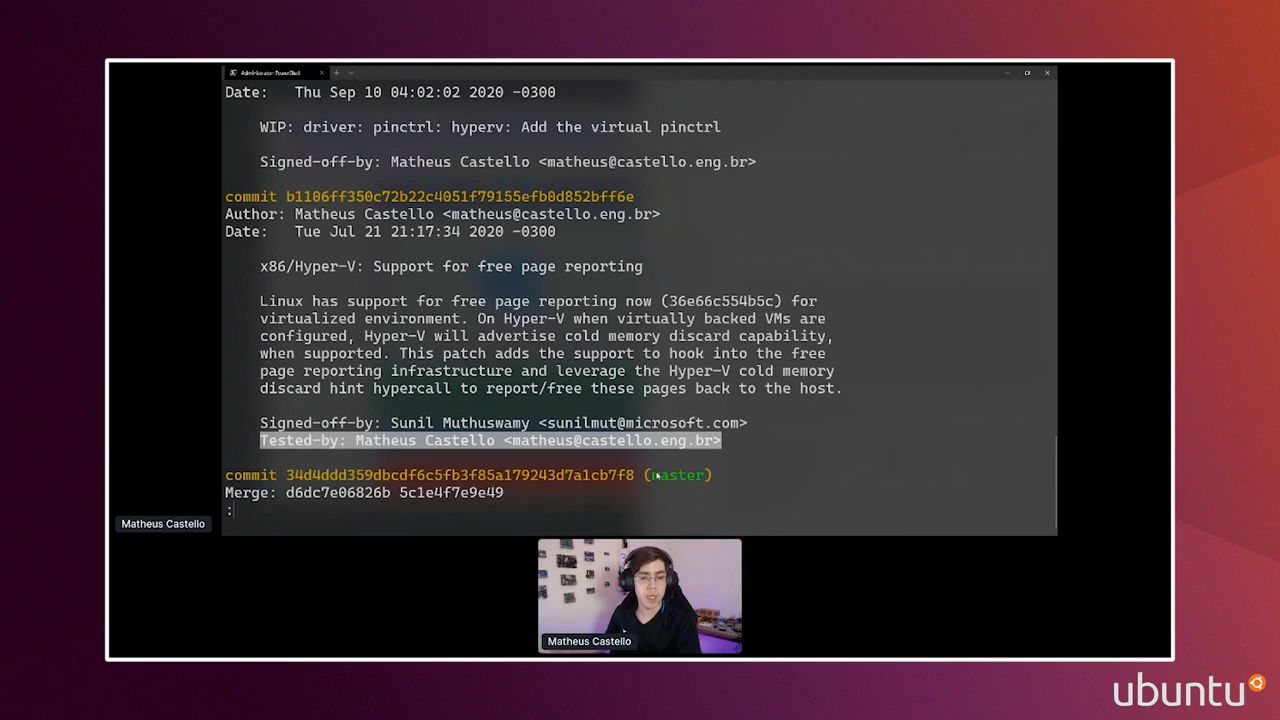 Administrator: PowerShell
Date:   Thu Sep 10 04:02:02 2020 -0300
WIP: driver: pinctrl: hyperv: Add the virtual pinctrl
Signed-off-by: Matheus Castello <matheus@castello.eng.br>
commit b1106ff350c72b22c4051f79155efb0d852bff6e
Author: Matheus Castello <matheus@castello.eng.br>
Date:   Tue Jul 21 21:17:34 2020 -0300
x86/Hyper-V: Support for free page reporting
Linux has support for free page reporting now (36e66c554b5c) for
virtualized environment. On Hyper-V when virtually backed VMs are
configured, Hyper-V will advertise cold memory discard capability,
when supported. This patch adds the support to hook into the free
page reporting infrastructure and leverage the Hyper-V cold memory
discard hint hypercall to report/free these pages back to the host.
Signed-off-by: Sunil Muthuswamy <sunilmut@microsoft.com>
Tested-by: Matheus Castello <matheus@castello.eng.br>
commit 34d4ddd359dbcdf6c5fb3f85a179243d7a1cb7f8 (master)
Merge: d6dc7e06826b 5c1e4f7e9e49
:
Matheus Castello
Matheus Castello
ubuntu